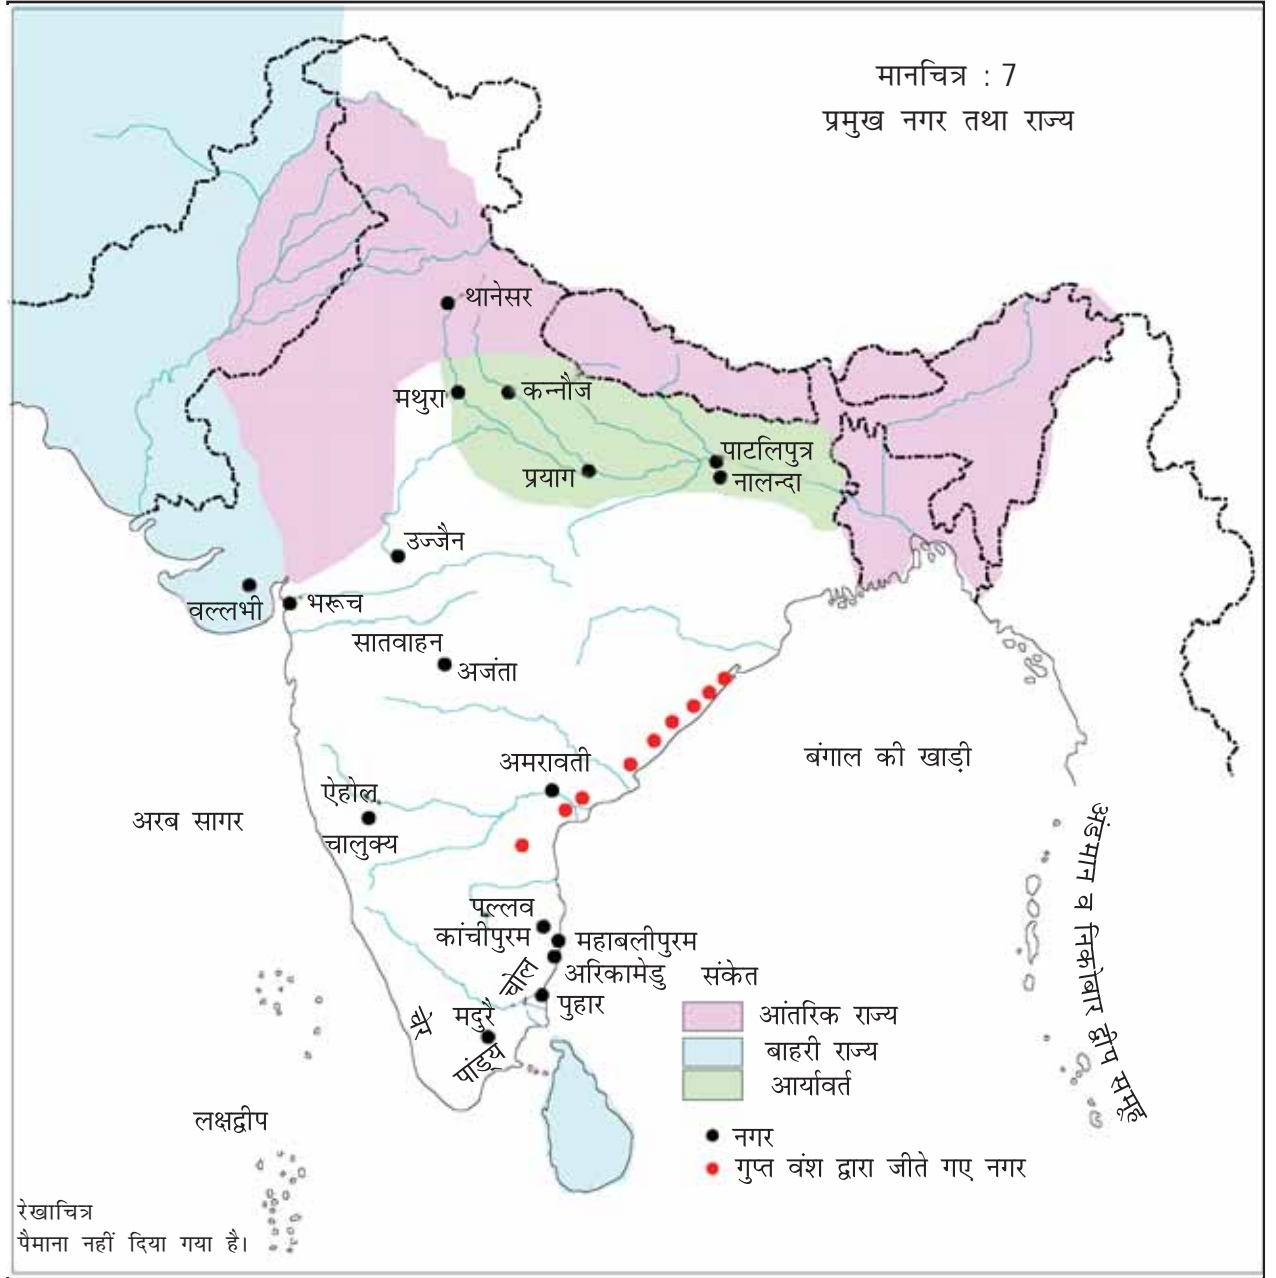 मानचित्र : 7
प्रमुख नगर तथा राज्य
थानेसर
मथुरा
कन्नौज
पाटलिपुत्र
प्रयाग
नालन्दा
उज्जैन
वल्लभी
भरूच
सातवाहन
अजंता
अमरावती
बंगाल की खाड़ी
ऐहोल
अरब सागर
चालुक्य
अंडमान व निकोबार द्वीप समूह
पल्लव
कांचीपुरम
महाबलीपुरम
अरिकामेडु
चोल
पुहार
चेर
मदुरै
पांड्य
संकेत
आंतरिक राज्य
बाहरी राज्य
आर्यावर्त
नगर
गुप्त वंश द्वारा जीते गए नगर
लक्षद्वीप
रेखाचित्र
पैमाना नहीं दिया गया है।